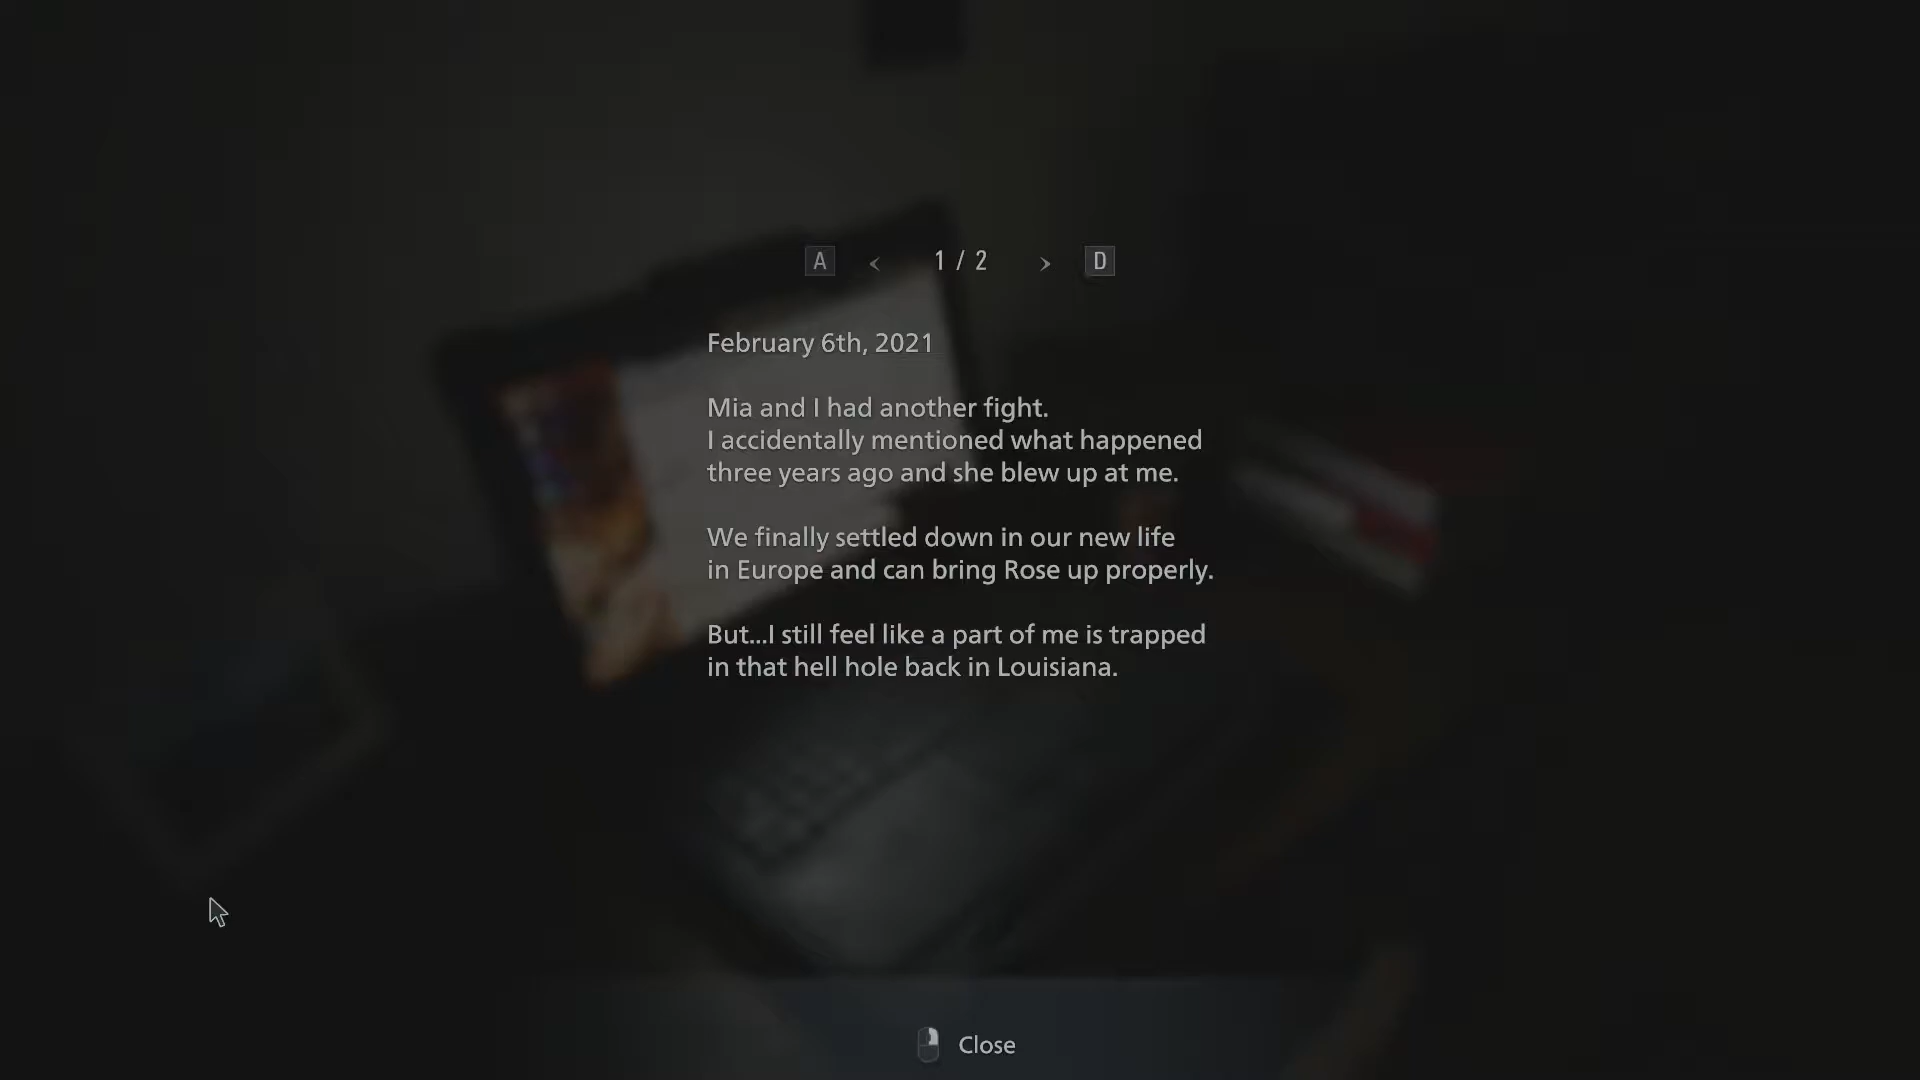 A < 1 / 2 > D
February 6th, 2021
Mia and I had another fight.
I accidentally mentioned what happened
three years ago and she blew up at me.
We finally settled down in our new life
in Europe and can bring Rose up properly.
But...I still feel like a part of me is trapped
in that hell hole back in Louisiana.
Close